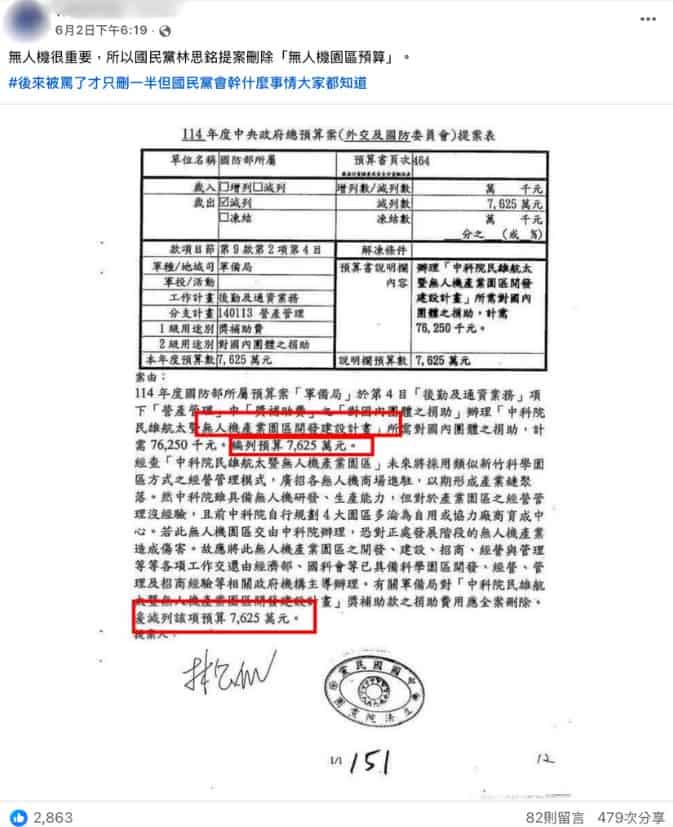 6月2日下午6:19
無人機很重要，所以國民黨林思銘提案刪除「無人機園區預算」。
#後來被罵了才只刪一半但國民黨會幹什麼事情大家都知道
114年度中央政府總預算案(外交及國防委員會)提案表
單位名稱 國防部所屬 預算書頁次 464
歲入 □增列□減列 增列數/減列數 萬 千元
歲出 ☑減列 減列數 7,625萬元
□凍結 凍結數 萬 千元
分之 (或 %)
款項目節 第9款第2項第4目 解凍條件
軍種/地域司 軍備局
軍投/活動
工作計畫 後勤及通資業務
分支計畫 140113 營產管理
1級用途別 獎補助費
2級用途別 對國內團體之捐助
預算書說明欄內容
辦理「中科院民雄航太
暨無人機產業園區開發
建設計畫」所需對國內
團體之捐助，計需
76,250千元。
本年度預算數 7,625萬元 說明欄預算數 7,625萬元
案由：
114年度國防部所屬預算案「軍備局」於第4目「後勤及通資業務」項
下「營產管理」中「獎補助費」之「對國內團體之捐助」辦理「中科院
民雄航太暨無人機產業園區開發建設計畫」所需對國內團體之捐助，計
需76,250千元。編列預算7,625萬元。
經查「中科院民雄航太暨無人機產業園區」未來將採用類似新竹科學園
區方式之經營管理模式，廣招各無人機商場進駐，以期形成產業鏈聚
落。然中科院雖具備無人機研發、生產能力，但對於產業園區之經營管
理沒經驗，且前中科院自行規劃4大園區多淪為自用或協力廠商育成中
心。若此無人機園區交由中科院辦理，恐對正處發展階段的無人機產業
造成傷害。故應將此無人機產業園區之開發、建設、招商、經營與管理
等等各項工作交還由經濟部、國科會等已具備科學園區開發、經營、管
理及招商經驗等相關政府機構主導辦理。有關軍備局對「中科院民雄航
太暨無人機產業園區開發建設計畫」獎補助款之捐助費用應全案刪除。
爰減列該項預算7,625萬元。
提案人：
中國國民黨
立法院黨團
1/1 151 12
2,863 82則留言 479次分享